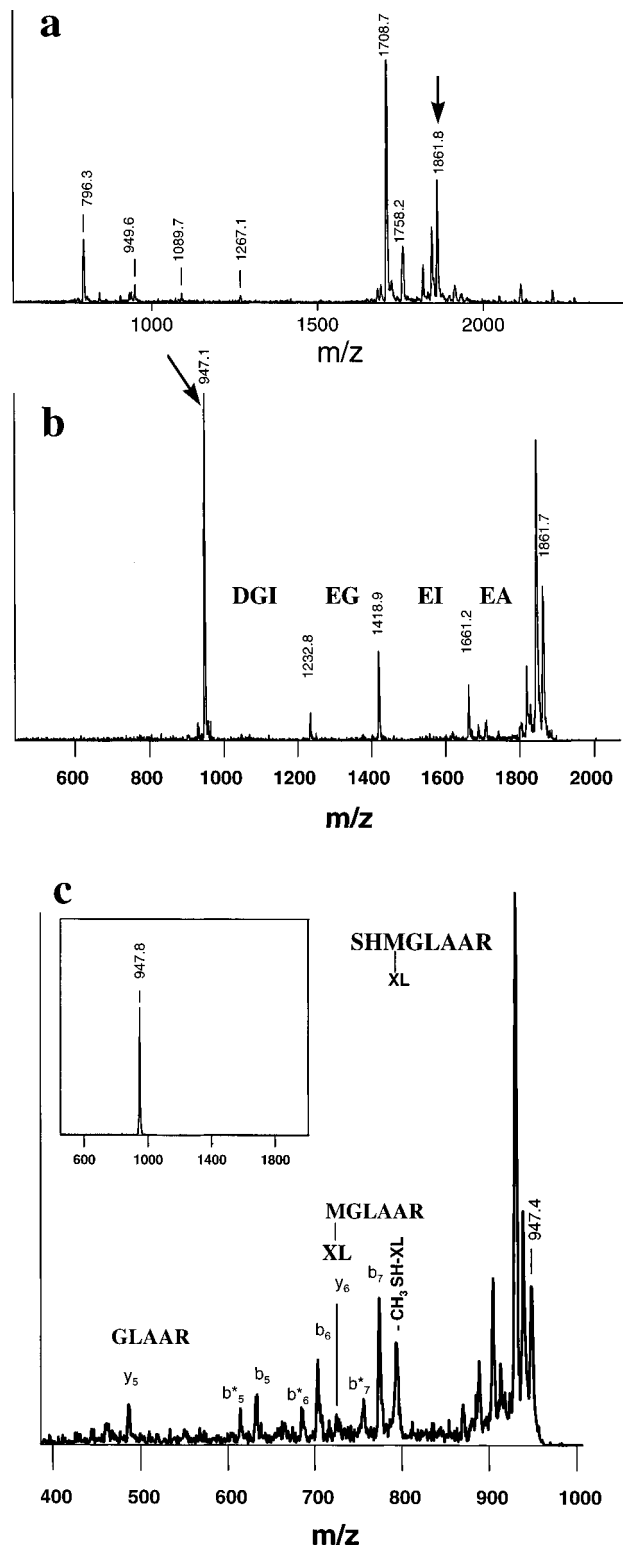 a
1708.7
1861.8
796.3
1758.2
949.6
1089.7
1267.1
1000
1500
2000
m/z
947.1
b
1861.7
DGI
EG
1418.9
EI
EA
1661.2
1232.8
600
800
1000
1200
1400
1600
1800
2000
m/z
c
SHMGLAAR
XL
947.8
600
1000
1400
1800
MGLAAR
XL
y6
b7
- CH3 SH-XL
947.4
GLAAR
b6
y5
b*5
b5
b*6
b*7
400
500
600
700
800
900
1000
m/z